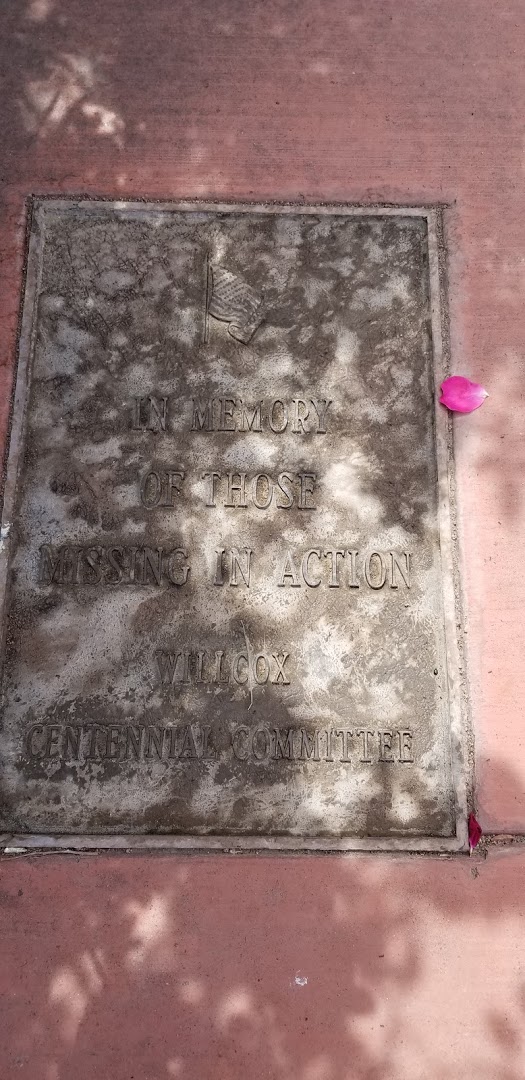 IN MEMORY
OF THOSE
MISSING IN ACTION
WILLCOX
CENTENNIAL COMMITTEE